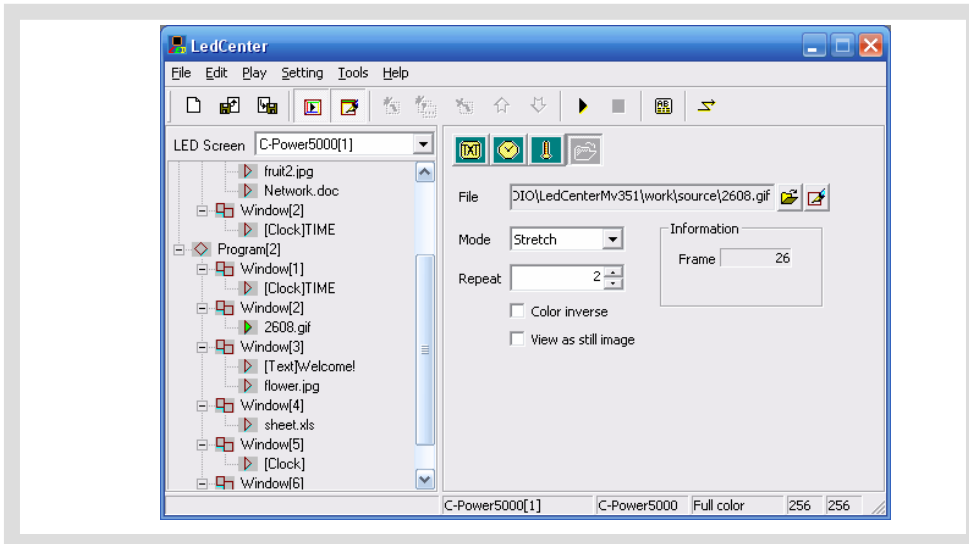 LedCenter
File Edit Play Setting Tools Help
LED Screen C-Power5000[1]
fruit2.jpg
Network.doc
Window[2]
[Clock]TIME
Program[2]
Window[1]
[Clock]TIME
Window[2]
2608.gif
Window[3]
[Text]Welcome!
flower.jpg
Window[4]
sheet.xls
Window[5]
[Clock]
Window[6]
TXT
File DIO\LedCenterMv351\work\source\2608.gif
Mode Stretch
Repeat 2
Color inverse
View as still image
Information
Frame 26
C-Power5000[1] C-Power5000 Full color 256 256